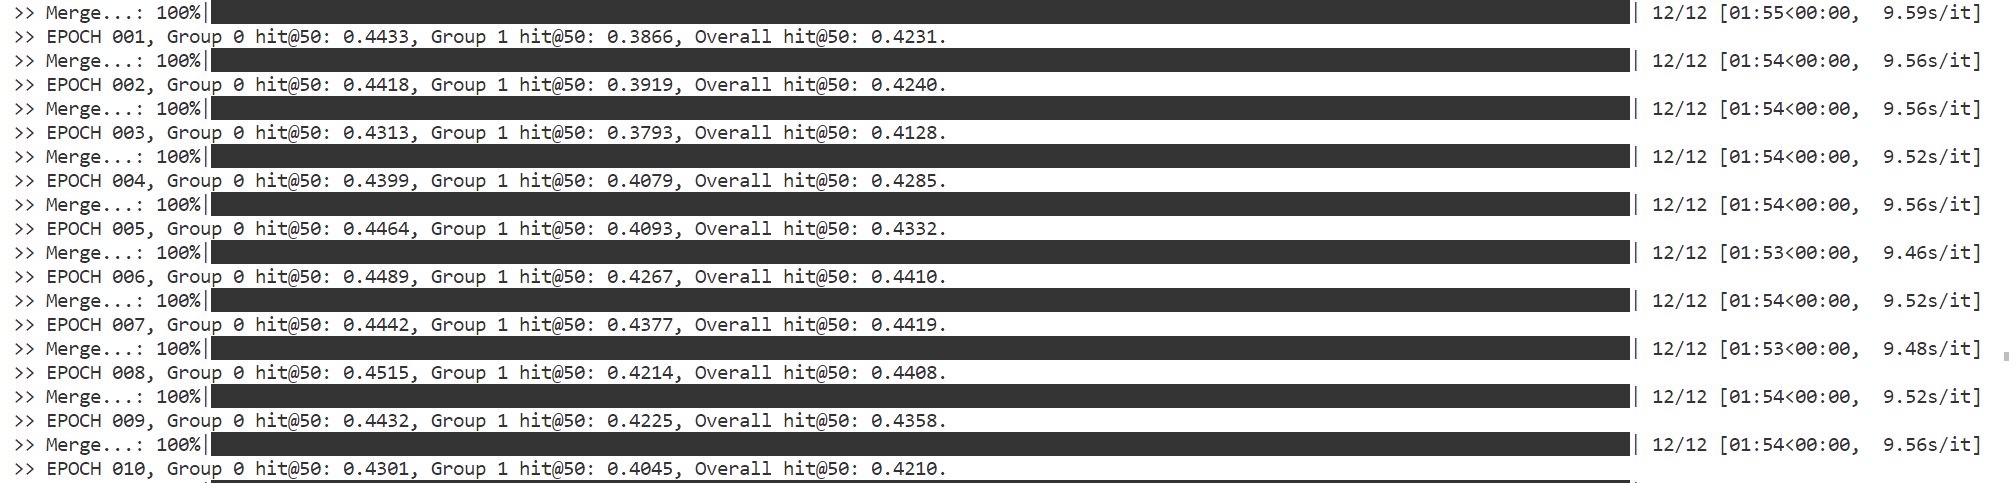 >> Merge...: 100%| | 12/12 [01:55<00:00,  9.59s/it]
>> EPOCH 001, Group 0 hit@50: 0.4433, Group 1 hit@50: 0.3866, Overall hit@50: 0.4231.
>> Merge...: 100%| | 12/12 [01:54<00:00,  9.56s/it]
>> EPOCH 002, Group 0 hit@50: 0.4418, Group 1 hit@50: 0.3919, Overall hit@50: 0.4240.
>> Merge...: 100%| | 12/12 [01:54<00:00,  9.56s/it]
>> EPOCH 003, Group 0 hit@50: 0.4313, Group 1 hit@50: 0.3793, Overall hit@50: 0.4128.
>> Merge...: 100%| | 12/12 [01:54<00:00,  9.52s/it]
>> EPOCH 004, Group 0 hit@50: 0.4399, Group 1 hit@50: 0.4079, Overall hit@50: 0.4285.
>> Merge...: 100%| | 12/12 [01:54<00:00,  9.56s/it]
>> EPOCH 005, Group 0 hit@50: 0.4464, Group 1 hit@50: 0.4093, Overall hit@50: 0.4332.
>> Merge...: 100%| | 12/12 [01:53<00:00,  9.46s/it]
>> EPOCH 006, Group 0 hit@50: 0.4489, Group 1 hit@50: 0.4267, Overall hit@50: 0.4410.
>> Merge...: 100%| | 12/12 [01:54<00:00,  9.52s/it]
>> EPOCH 007, Group 0 hit@50: 0.4442, Group 1 hit@50: 0.4377, Overall hit@50: 0.4419.
>> Merge...: 100%| | 12/12 [01:53<00:00,  9.48s/it]
>> EPOCH 008, Group 0 hit@50: 0.4515, Group 1 hit@50: 0.4214, Overall hit@50: 0.4408.
>> Merge...: 100%| | 12/12 [01:54<00:00,  9.52s/it]
>> EPOCH 009, Group 0 hit@50: 0.4432, Group 1 hit@50: 0.4225, Overall hit@50: 0.4358.
>> Merge...: 100%| | 12/12 [01:54<00:00,  9.56s/it]
>> EPOCH 010, Group 0 hit@50: 0.4301, Group 1 hit@50: 0.4045, Overall hit@50: 0.4210.